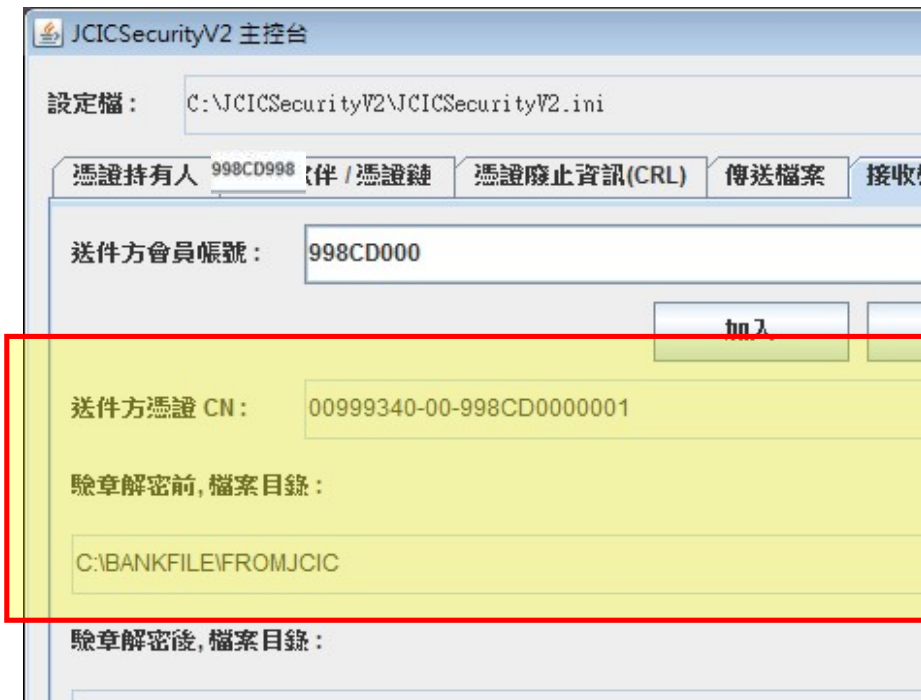 JCICSecurityV2 主控台
設定檔： C:\JCICSecurityV2\JCICSecurityV2.ini
憑證持有人 998CD998 伴 / 憑證鏈 憑證廢止資訊(CRL) 傳送檔案 接收
送件方會員帳號： 998CD000
加入
送件方憑證 CN： 00999340-00-998CD0000001
驗章解密前, 檔案目錄：
C:\BANKFILE\FROMJCIC
驗章解密後, 檔案目錄：